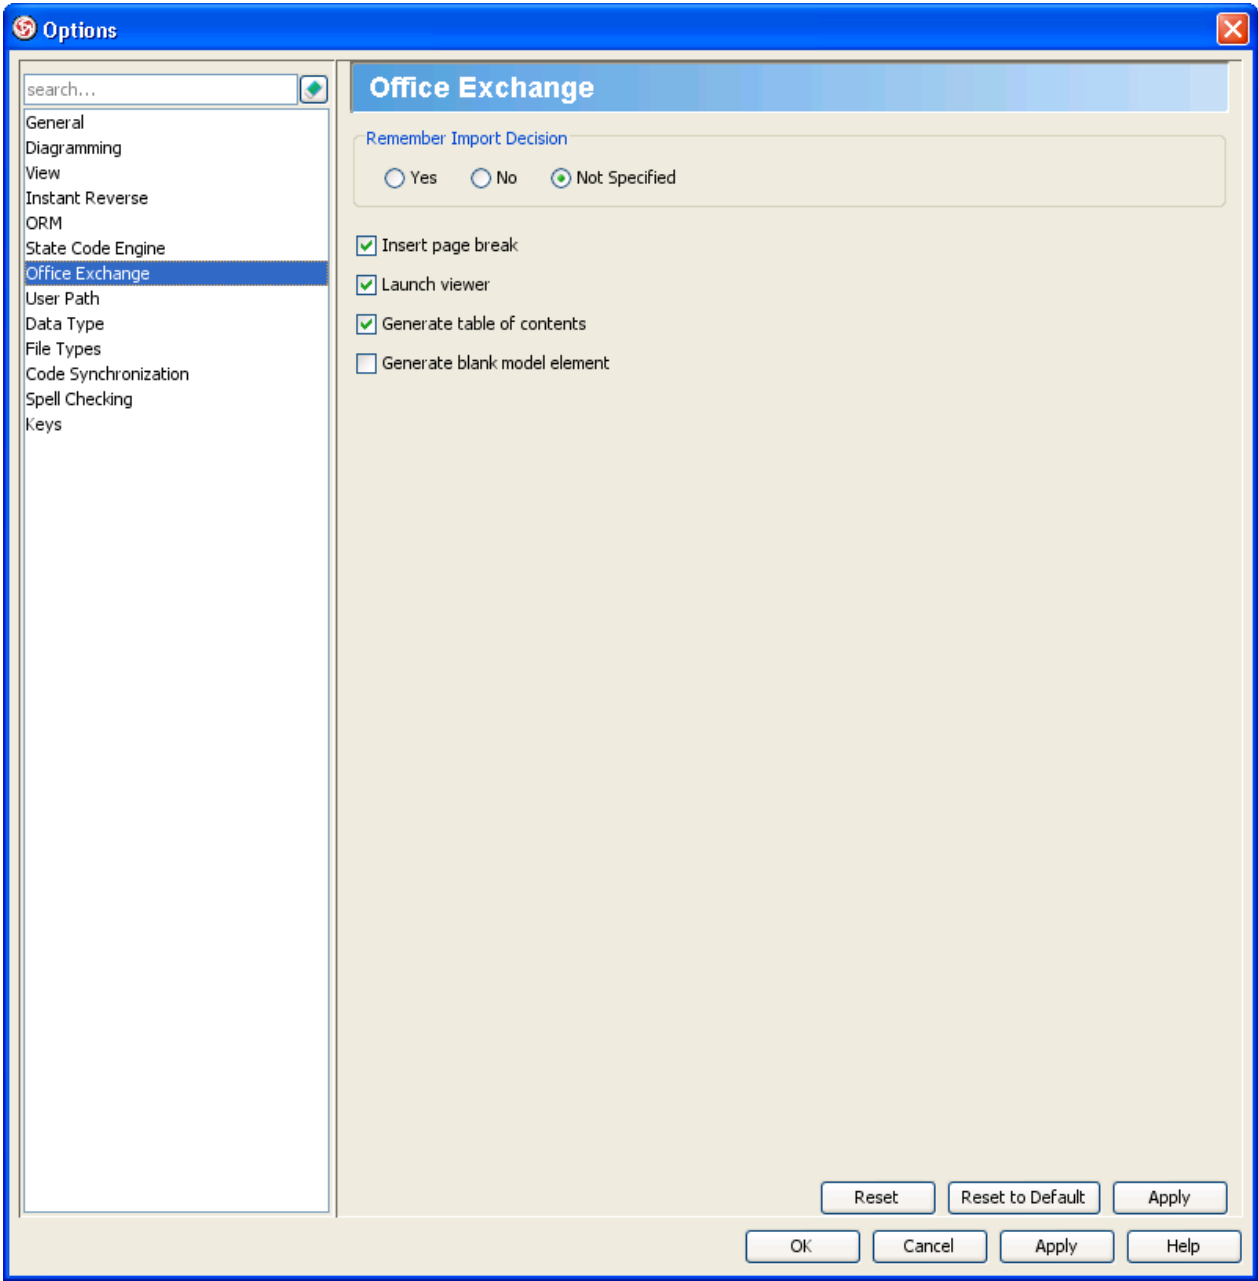 Options
search...
General
Diagramming
View
Instant Reverse
ORM
State Code Engine
Office Exchange
User Path
Data Type
File Types
Code Synchronization
Spell Checking
Keys
Office Exchange
Remember Import Decision
Yes No Not Specified
Insert page break
Launch viewer
Generate table of contents
Generate blank model element
Reset Reset to Default Apply
OK Cancel Apply Help